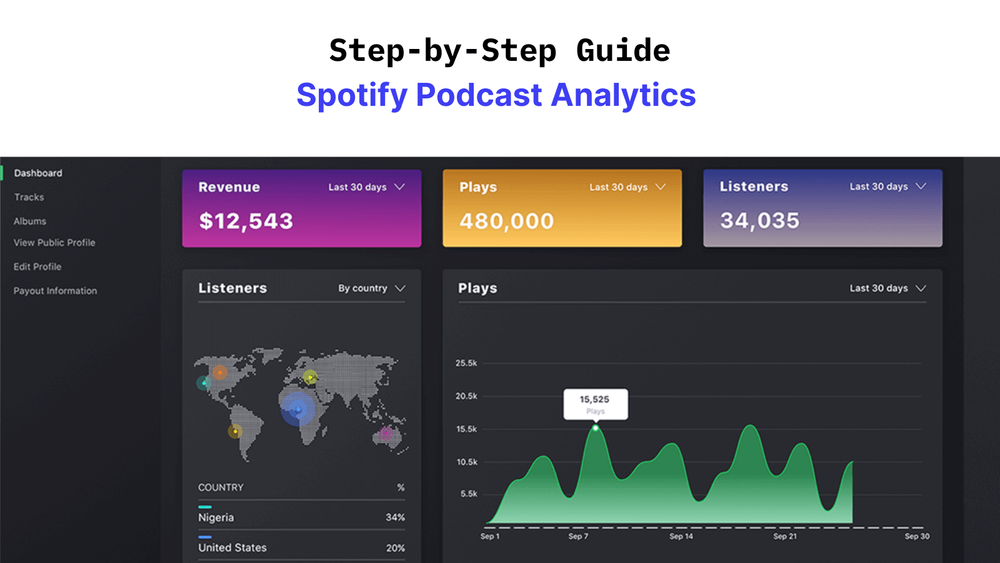 Step-by-Step Guide
Spotify Podcast Analytics
Dashboard
Tracks
Albums
View Public Profile
Edit Profile
Payout Information
Revenue
Last 30 days
$12,543
Plays
Last 30 days
480,000
Listeners
Last 30 days
34,035
Listeners
By country
COUNTRY %
Nigeria 34%
United States 20%
Plays
Last 30 days
25.5k
20.5k
15.5k
10.5k
5.5k
15,525
Plays
Sep 1 Sep 7 Sep 14 Sep 21 Sep 30